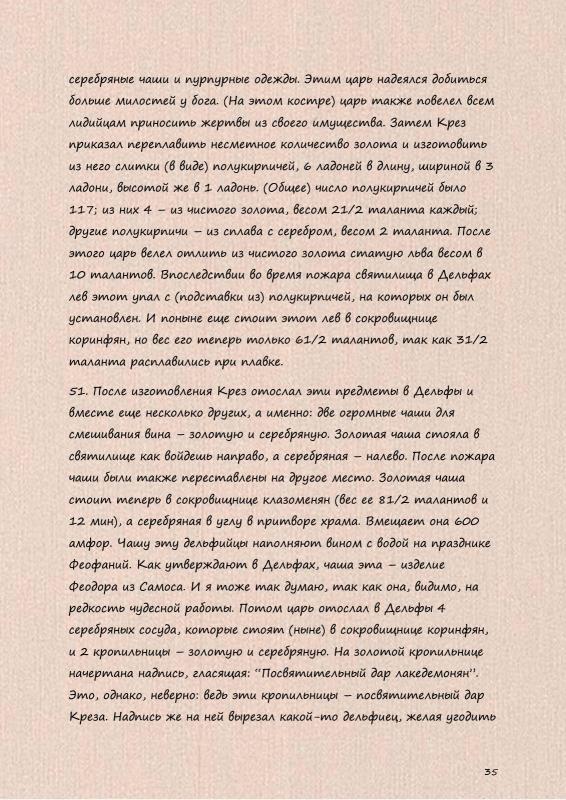 серебряные чаши и пурпурные одежды. Этим царь надеялся добиться
больше милостей у бога. (На этом костре) царь также повелел всем
лидийцам приносить жертвы из своего имущества. Затем Крез
приказал переплавить несметное количество золота и изготовить
из него слитки (в виде) полукирпичей, 6 ладоней в длину, шириной в 3
ладони, высотой же в 1 ладонь. (Общее) число полукирпичей было
117; из них 4 – из чистого золота, весом 21/2 таланта каждый;
другие полукирпичи – из сплава с серебром, весом 2 таланта. После
этого царь велел отлить из чистого золота статую льва весом в
10 талантов. Впоследствии во время пожара святилища в Дельфах
лев этот упал с (подставки из) полукирпичей, на которых он был
установлен. И поныне еще стоит этот лев в сокровищнице
коринфян, но вес его теперь только 61/2 талантов, так как 31/2
таланта расплавились при плавке.
51. После изготовления Крез отослал эти предметы в Дельфы и
вместе еще несколько других, а именно: две огромные чаши для
смешивания вина – золотую и серебряную. Золотая чаша стояла в
святилище как войдешь направо, а серебряная – налево. После пожара
чаши были также переставлены на другое место. Золотая чаша
стоит теперь в сокровищнице клазоменян (вес ее 81/2 талантов и
12 мин), а серебряная в углу в притворе храма. Вмещает она 600
амфор. Чашу эту дельфийцы наполняют вином с водой на празднике
Феофаний. Как утверждают в Дельфах, чаша эта – изделие
Феодора из Самоса. И я тоже так думаю, так как она, видимо, на
редкость чудесной работы. Потом царь отослал в Дельфы 4
серебряных сосуда, которые стоят (ныне) в сокровищнице коринфян,
и 2 кропильницы – золотую и серебряную. На золотой кропильнице
начертана надпись, гласящая: “Посвятительный дар лакедемонян”.
Это, однако, неверно: ведь эти кропильницы – посвятительный дар
Креза. Надпись же на ней вырезал какой-то дельфиец, желая угодить
35